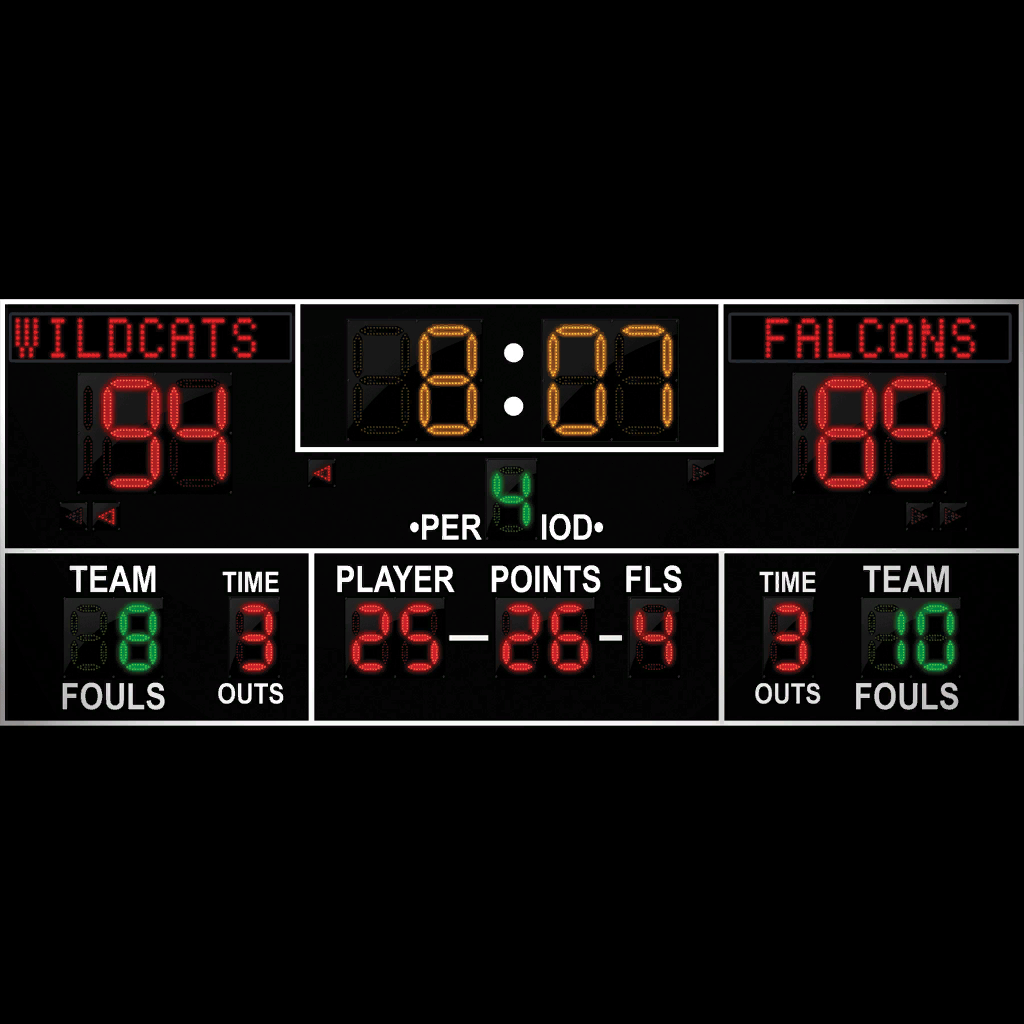 WILDCATS 8:07 FALCONS
94 89
•PER 4 IOD•
TEAM TIME PLAYER POINTS FLS TIME TEAM
8 3 25–26-4 3 10
FOULS OUTS OUTS FOULS